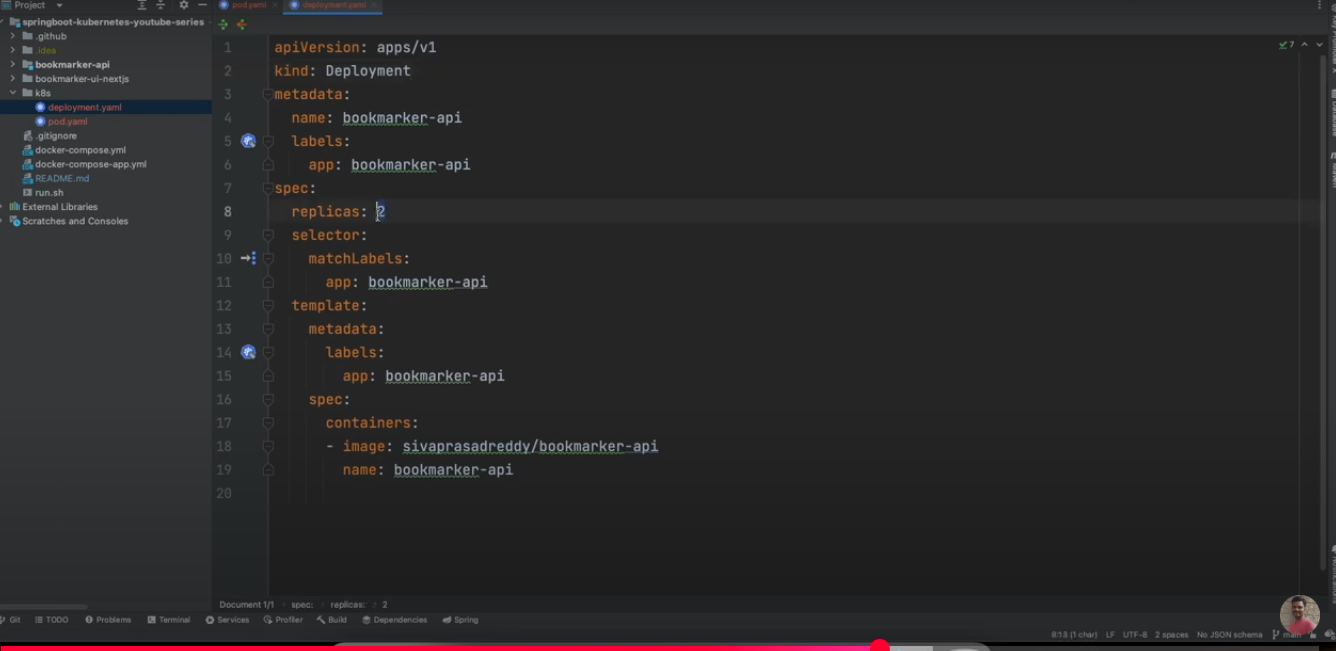 Project
pod.yaml
deployment.yaml
springboot-kubernetes-youtube-series
.github
.idea
bookmarker-api
bookmarker-ui-nextjs
k8s
deployment.yaml
pod.yaml
.gitignore
docker-compose.yml
docker-compose-app.yml
README.md
run.sh
External Libraries
Scratches and Consoles
7
1 apiVersion: apps/v1
2 kind: Deployment
3 metadata:
4 name: bookmarker-api
5 labels:
6 app: bookmarker-api
7 spec:
8 replicas: 2
9 selector:
10 matchLabels:
11 app: bookmarker-api
12 template:
13 metadata:
14 labels:
15 app: bookmarker-api
16 spec:
17 containers:
18 - image: sivaprasadreddy/bookmarker-api
19 name: bookmarker-api
20
Document 1/1 spec: replicas: 2
Git TODO Problems Terminal Services Profiler Build Dependencies Spring
8:13 (1 char) LF UTF-8 2 spaces No JSON schema main